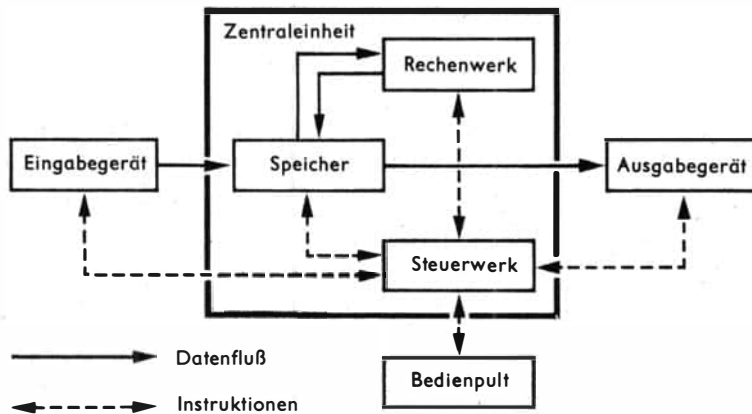 Zentraleinheit
Rechenwerk
Eingabegerät
Speicher
Ausgabegerät
Steuerwerk
Datenfluß
Bedienpult
Instruktionen